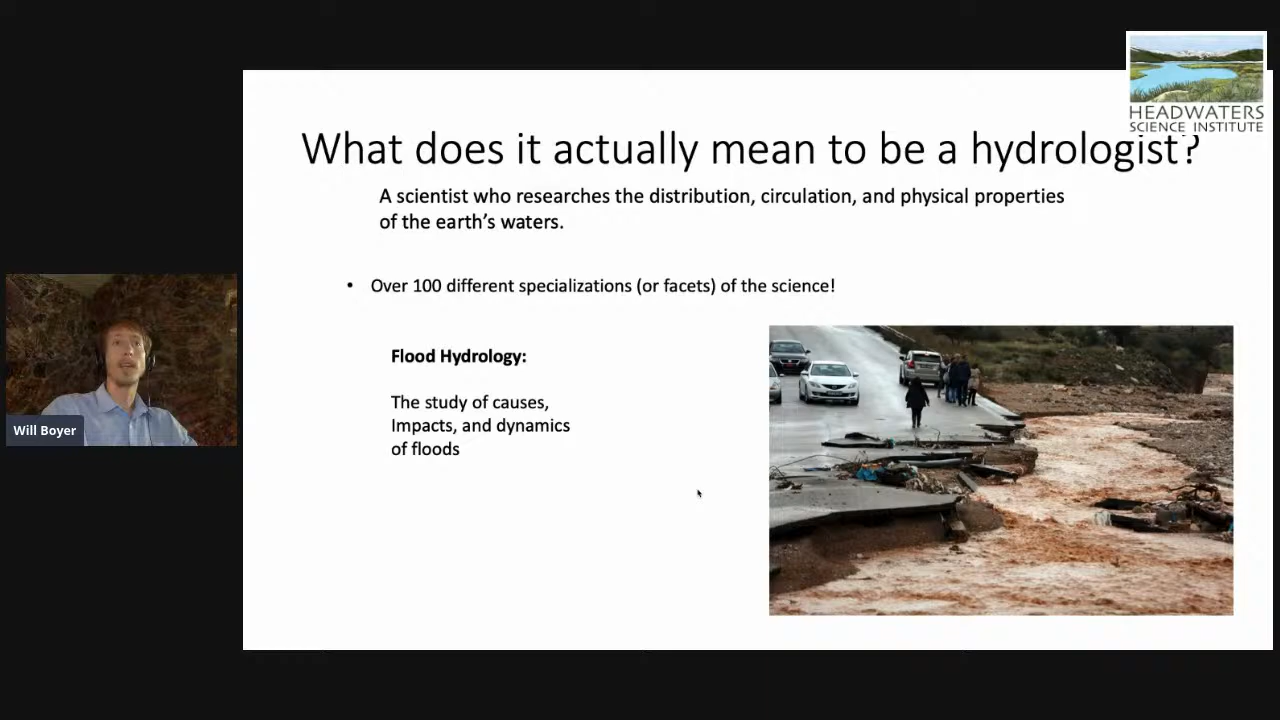 HEADWATERS
SCIENCE INSTITUTE
What does it actually mean to be a hydrologist?
A scientist who researches the distribution, circulation, and physical properties
of the earth's waters.
• Over 100 different specializations (or facets) of the science!
Flood Hydrology:
The study of causes,
Impacts, and dynamics
of floods
Will Boyer